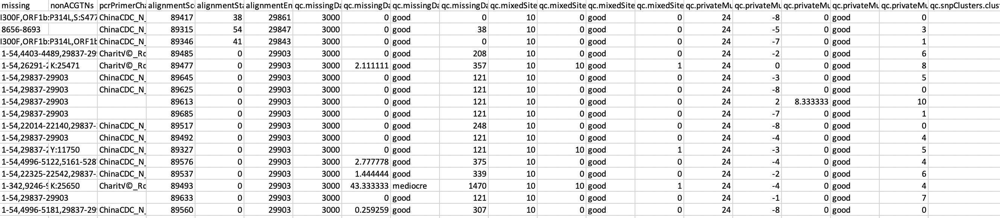 missing nonACGTNs pcrPrimerCha alignmentSco alignmentSta alignmentEn qc.missingDa qc.missingDa qc.missingDa qc.missingDa qc.mixedSite qc.mixedSite qc.mixedSite qc.mixedSite qc.privateMu qc.privateMu qc.privateMu qc.privateMu qc.privateMu qc.snpClusters.clus
I300F,ORF1b:P314L,S:S477 ChinaCDC_N_ 89417 38 29861 3000 0 good 0 10 0 good 0 24 -8 0 good 0
8656-8693 ChinaCDC_N_ 89315 54 29847 3000 0 good 38 10 0 good 0 24 -5 0 good 3
I300F,ORF1b:P314L,ORF1b ChinaCDC_N_ 89346 41 29843 3000 0 good 0 10 0 good 0 24 -7 0 good 1
1-54,4403-4489,29837-299 Charit√©_Rd 89485 0 29903 3000 0 good 208 10 0 good 0 24 -2 0 good 6
1-54,26291-2 K:25471 Charit√©_Rd 89477 0 29903 3000 2.111111 good 357 10 10 good 1 24 0 0 good 8
1-54,29837-29903 ChinaCDC_N_ 89645 0 29903 3000 0 good 121 10 0 good 0 24 -3 0 good 5
1-54,29837-29903 ChinaCDC_N_ 89625 0 29903 3000 0 good 121 10 0 good 0 24 -8 0 good 0
1-54,29837-29903 89613 0 29903 3000 0 good 121 10 0 good 0 24 2 8.333333 good 10
1-54,29837-29903 89685 0 29903 3000 0 good 121 10 0 good 0 24 -7 0 good 1
1-54,22014-22140,29837- ChinaCDC_N_ 89517 0 29903 3000 0 good 248 10 0 good 0 24 -8 0 good 0
1-54,29837-29903 ChinaCDC_N_ 89492 0 29903 3000 0 good 121 10 0 good 0 24 -4 0 good 4
1-54,29837-2 Y:11750 ChinaCDC_N_ 89327 0 29903 3000 0 good 121 10 10 good 1 24 -3 0 good 5
1-54,4996-5122,5161-528 ChinaCDC_N_ 89576 0 29903 3000 2.777778 good 375 10 0 good 0 24 -4 0 good 4
1-54,22325-22542,29837- ChinaCDC_N_ 89537 0 29903 3000 1.444444 good 339 10 0 good 0 24 -2 0 good 6
1-342,9246-9 K:25650 Charit√©_Rd 89493 0 29903 3000 43.333333 mediocre 1470 10 10 good 1 24 -4 0 good 4
1-54,29837-29903 89633 0 29903 3000 0 good 121 10 0 good 0 24 -1 0 good 7
1-54,4996-5181,29837-299 ChinaCDC_N_ 89560 0 29903 3000 0.259259 good 307 10 0 good 0 24 -8 0 good 0